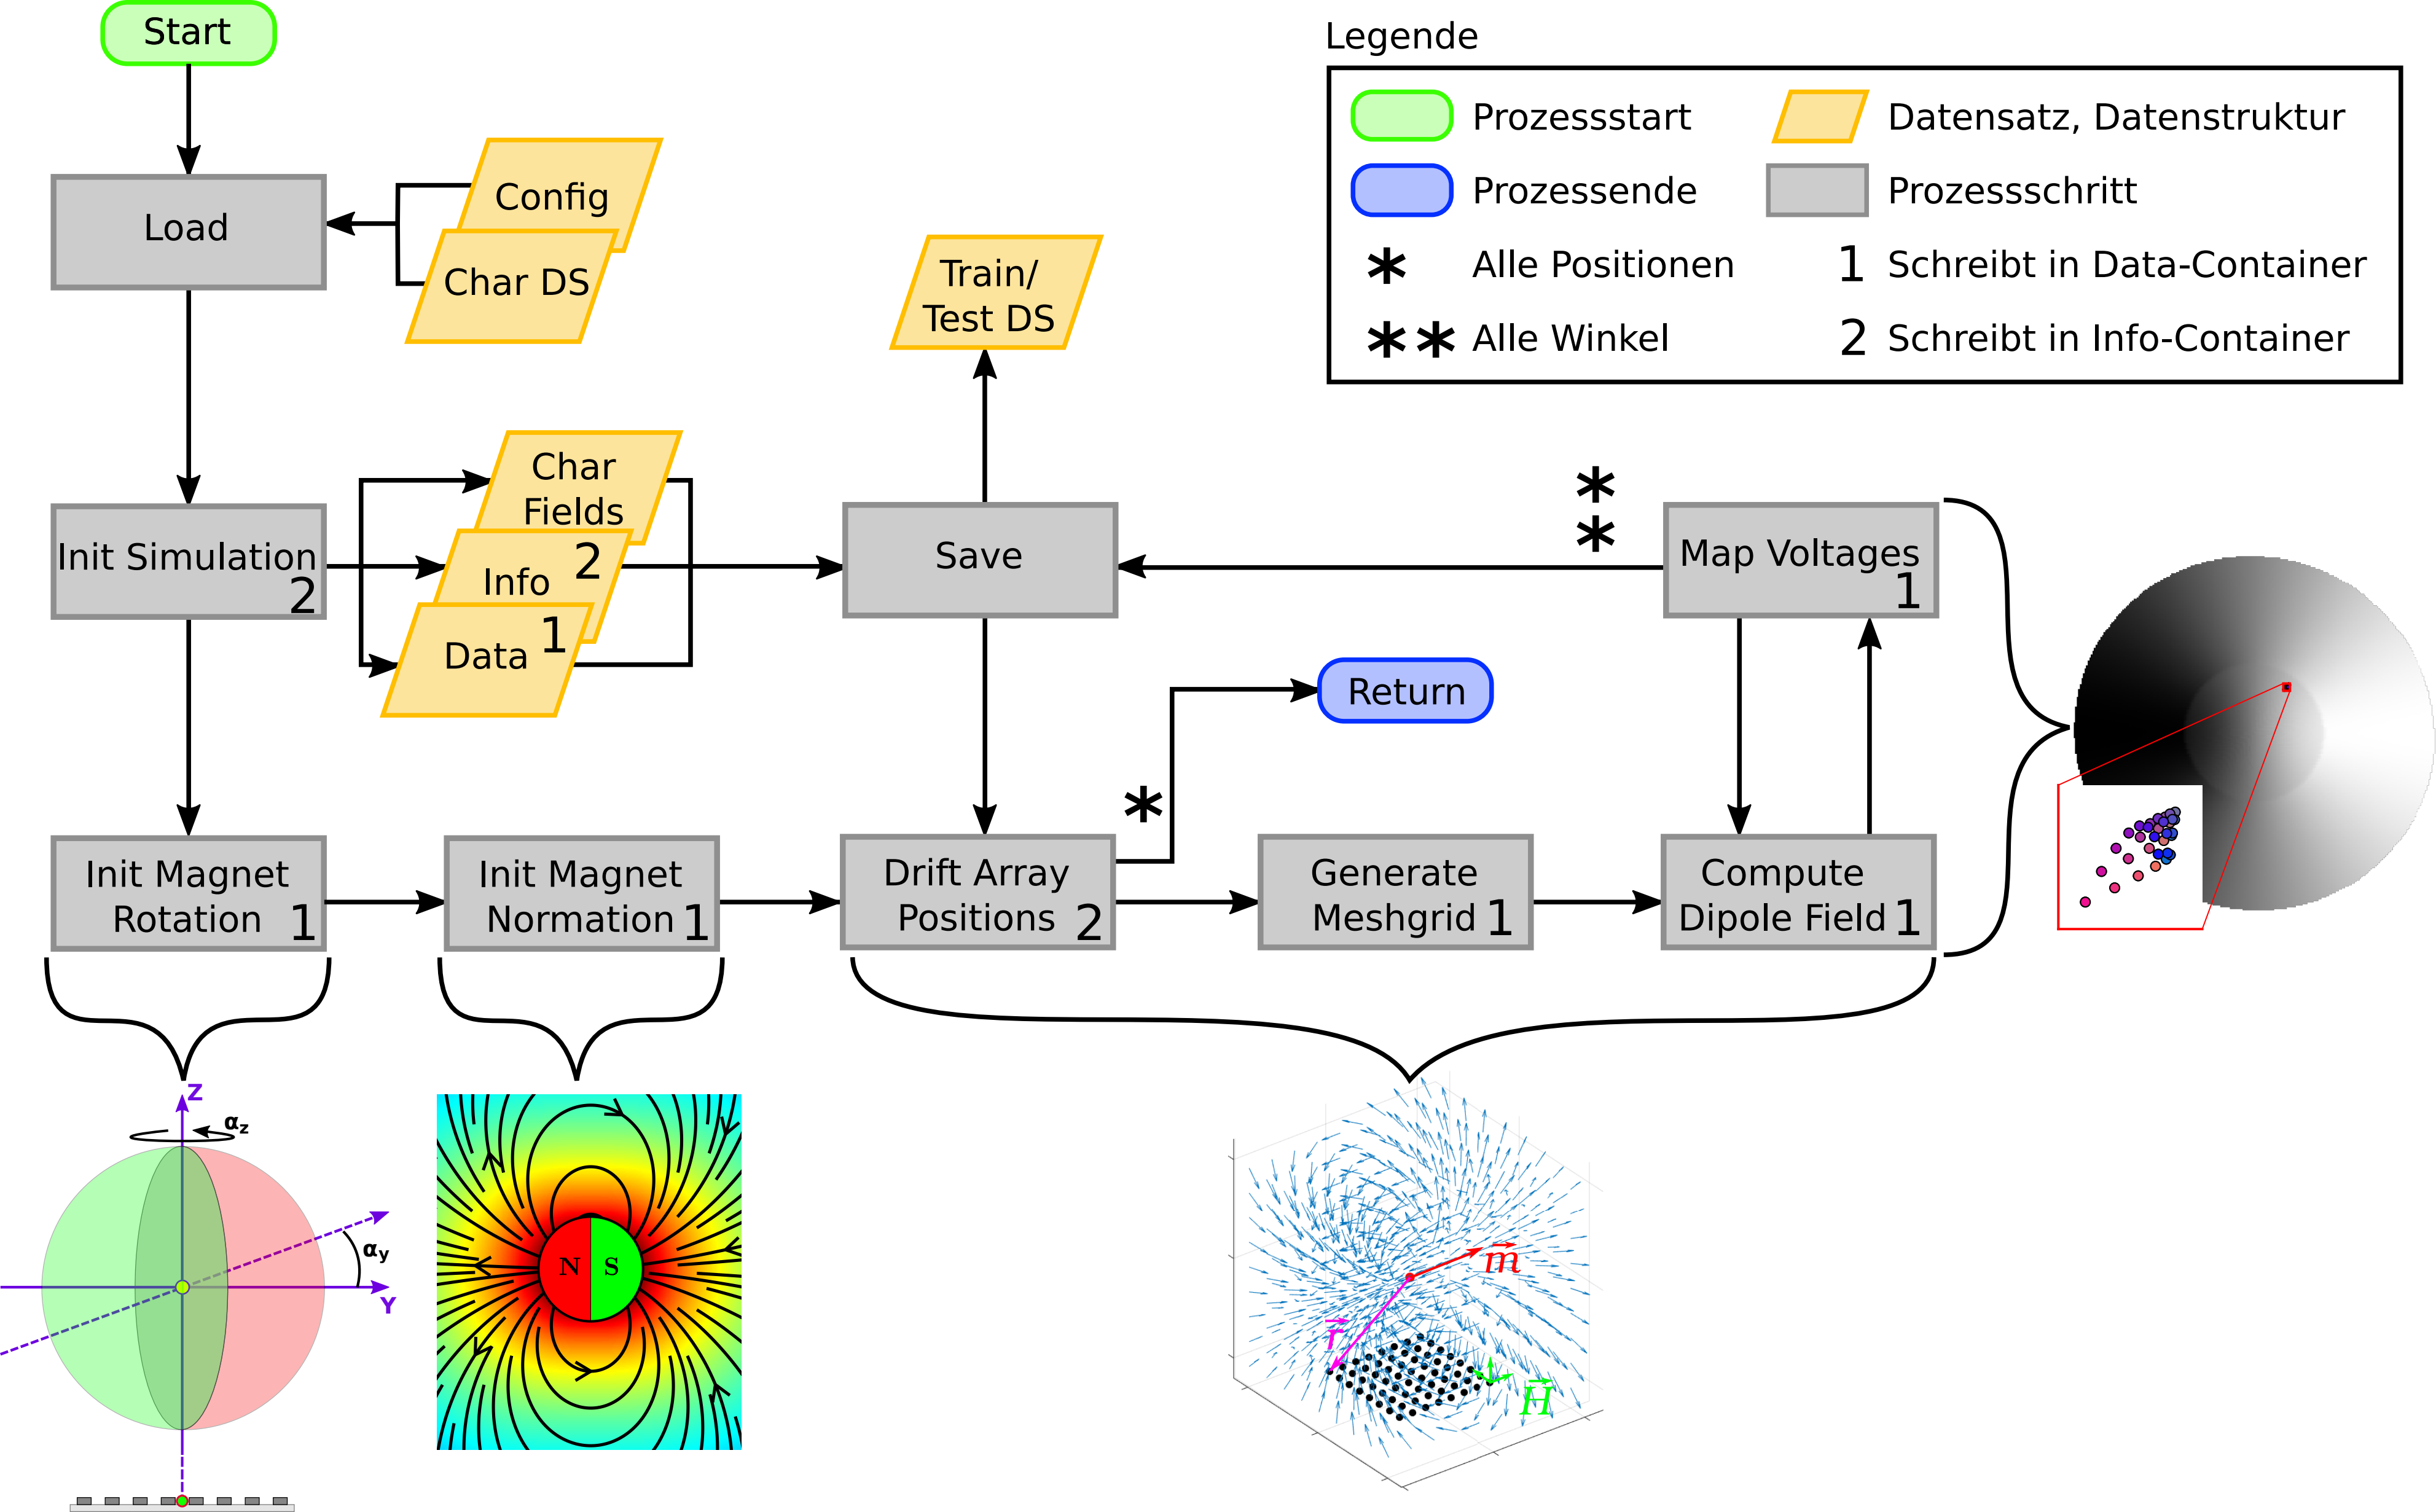 Start
Legende
Prozessstart
Datensatz, Datenstruktur
Prozessende
Prozessschritt
* Alle Positionen
1 Schreibt in Data-Container
** Alle Winkel
2 Schreibt in Info-Container
Load
Config
Char DS
Train/
Test DS
Init Simulation
2
Char
Fields
Info 2
Data 1
Save
*
*
Map Voltages
1
Return
*
Init Magnet
Rotation 1
Init Magnet
Normation 1
Drift Array
Positions 2
Generate
Meshgrid 1
Compute
Dipole Field 1
Z
αz
αy
Y
N S
m
r
H